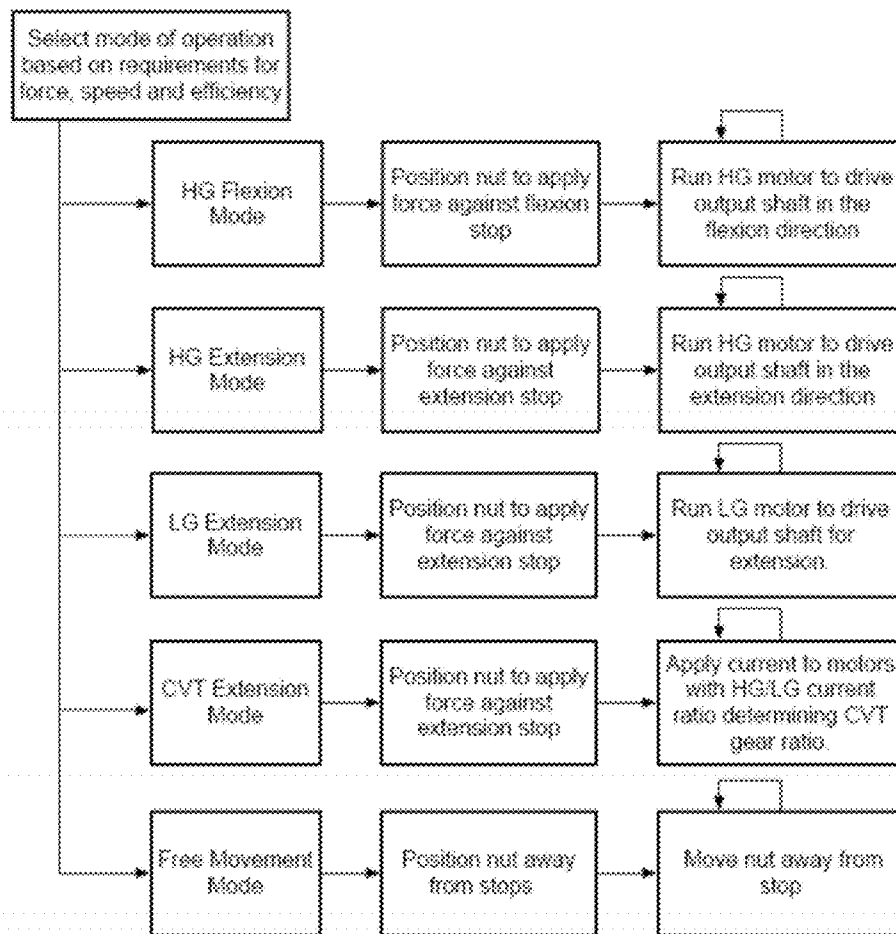 Select mode of operation
based on requirements for
force, speed and efficiency
HG Flexion
Mode
Position nut to apply
force against flexion
stop
Run HG motor to drive
output shaft in the
flexion direction
HG Extension
Mode
Position nut to apply
force against
extension stop
Run HG motor to drive
output shaft in the
extension direction
LG Extension
Mode
Position nut to apply
force against
extension stop
Run LG motor to drive
output shaft for
extension.
CVT Extension
Mode
Position nut to apply
force against
extension stop
Apply current to motors
with HG/LG current
ratio determining CVT
gear ratio.
Free Movement
Mode
Position nut away
from stops
Move nut away from
stop